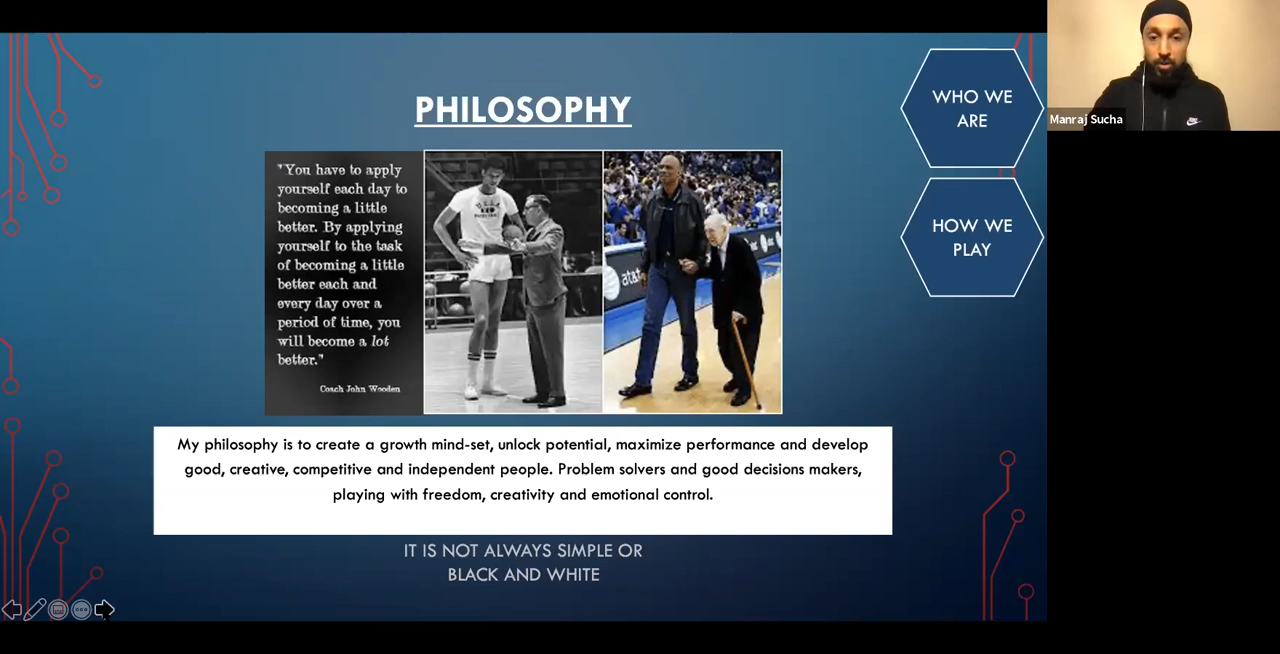 PHILOSOPHY
"You have to apply
yourself each day to
becoming a little
better. By applying
yourself to the task
of becoming a little
better each and
every day over a
period of time, you
will become a lot
better."
Coach John Wooden
UCLA
at&t
My philosophy is to create a growth mind-set, unlock potential, maximize performance and develop
good, creative, competitive and independent people. Problem solvers and good decisions makers,
playing with freedom, creativity and emotional control.
IT IS NOT ALWAYS SIMPLE OR
BLACK AND WHITE
WHO WE
ARE
HOW WE
PLAY
Manraj Sucha